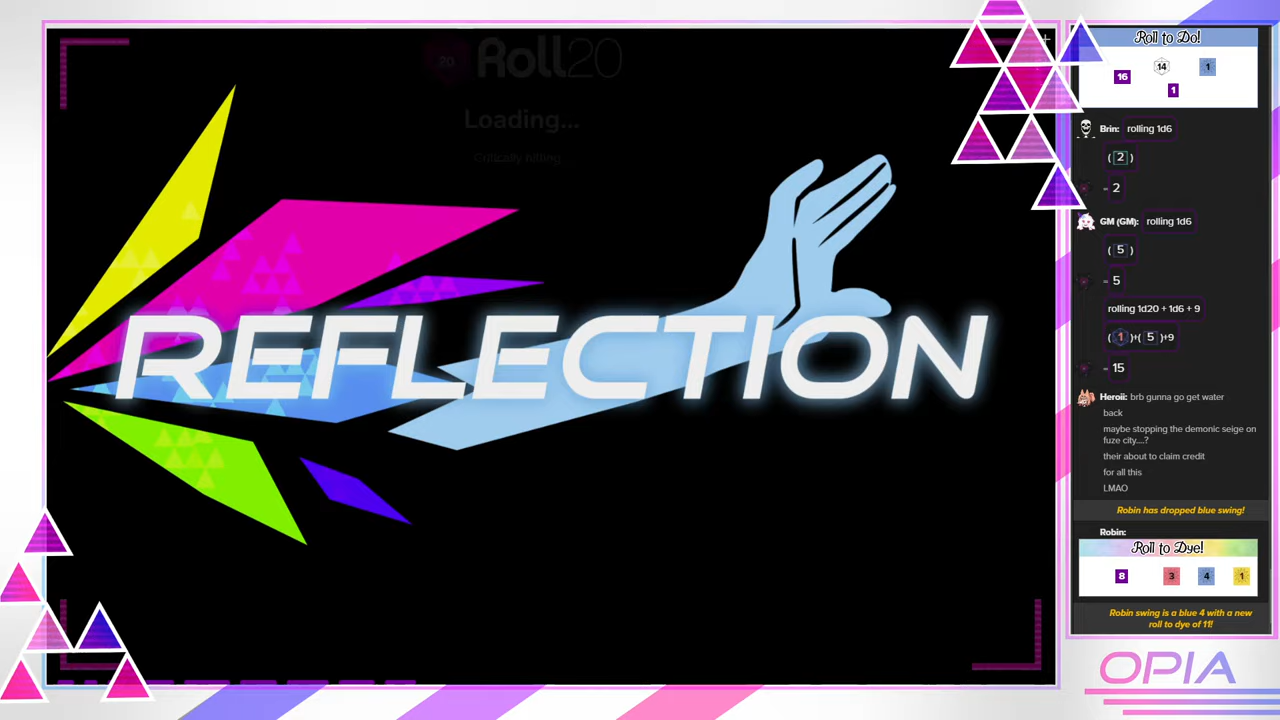 20 Roll20
Loading...
Critically rolling...
REFLECTION
Roll to Do!
16 14 1
1
Brin: rolling 1d6
(2)
= 2
GM (GM): rolling 1d6
(5)
= 5
rolling 1d20 + 1d6 + 9
(1)+(5)+9
= 15
Heroii: brb gunna go get water
back
maybe stopping the demonic seige on
fuze city....?
their about to claim credit
for all this
LMAO
Robin has dropped blue swing!
Robin:
Roll to Dye!
8 3 4 1
Robin swing is a blue 4 with a new
roll to dye of 11!
OPIA